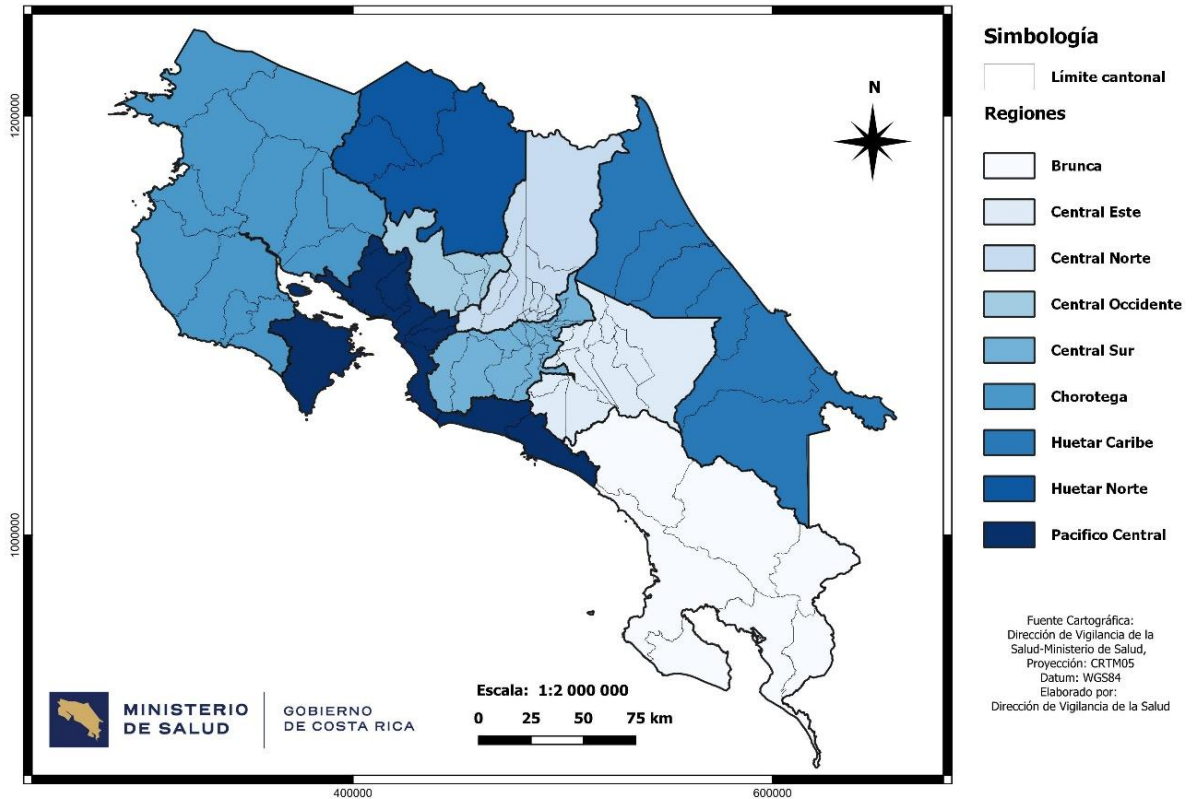 1200000
1000000
400000
600000
N
Simbología
Límite cantonal
Regiones
Brunca
Central Este
Central Norte
Central Occidente
Central Sur
Chorotega
Huetar Caribe
Huetar Norte
Pacifico Central
Fuente Cartográfica:
Dirección de Vigilancia de la
Salud-Ministerio de Salud,
Proyección: CRTM05
Datum: WGS84
Elaborado por:
Dirección de Vigilancia de la Salud
MINISTERIO
DE SALUD
GOBIERNO
DE COSTA RICA
Escala: 1:2 000 000
0 25 50 75 km